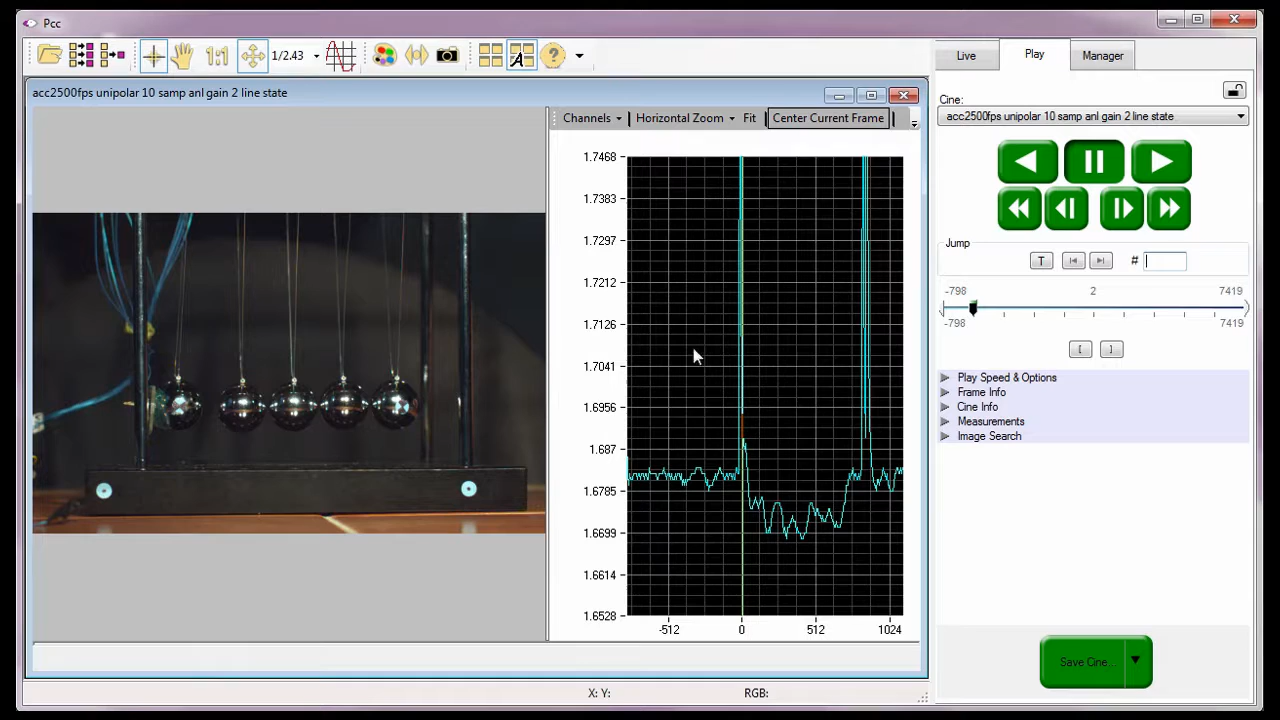 Pcc
1:1
1/2.43
A
?
Live
Play
Manager
acc2500fps unipolar 10 samp anl gain 2 line state
Cine:
acc2500fps unipolar 10 samp anl gain 2 line state
Channels
Horizontal Zoom
Fit
Center Current Frame
1.7468
1.7383
1.7297
1.7212
1.7126
1.7041
1.6956
1.687
1.6785
1.6699
1.6614
1.6528
-512
0
512
1024
Jump
T
#
-798
2
7419
-798
7419
[
]
Play Speed & Options
Frame Info
Cine Info
Measurements
Image Search
Save Cine...
X: Y:
RGB: